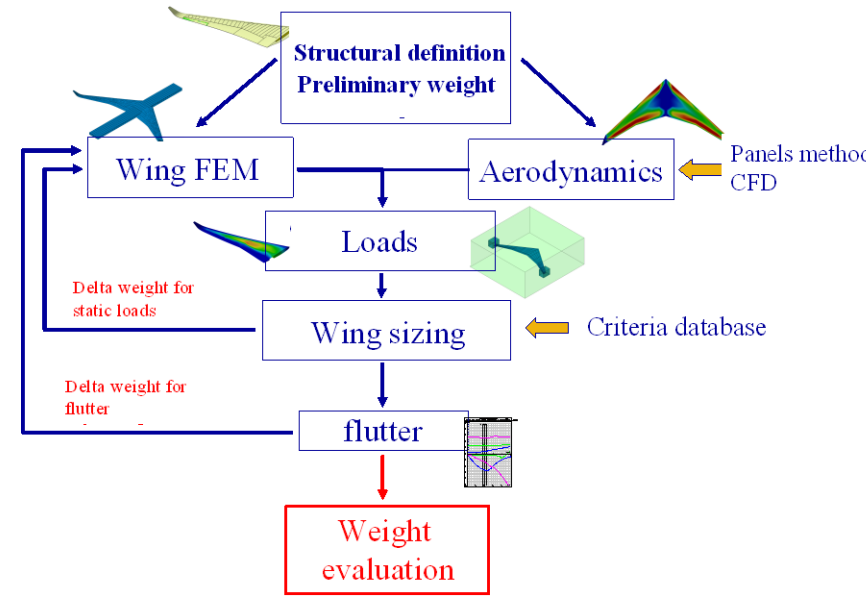 Structural definition
Preliminary weight
Wing FEM
Aerodynamics
Panels method
CFD
Loads
Delta weight for
static loads
Wing sizing
Criteria database
Delta weight for
flutter
flutter
Weight
evaluation